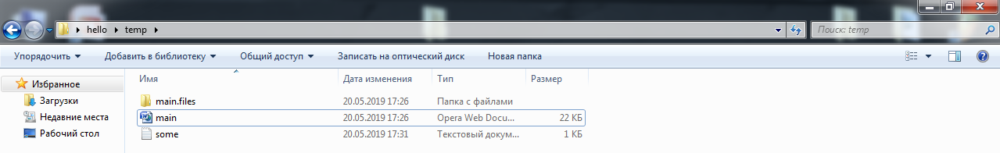 hello temp
Поиск: temp
Упорядочить Добавить в библиотеку Общий доступ Записать на оптический диск Новая папка
Избранное
Загрузки
Недавние места
Рабочий стол
Имя Дата изменения Тип Размер
main.files 20.05.2019 17:26 Папка с файлами
main 20.05.2019 17:26 Opera Web Docu... 22 КБ
some 20.05.2019 17:31 Текстовый докум... 1 КБ